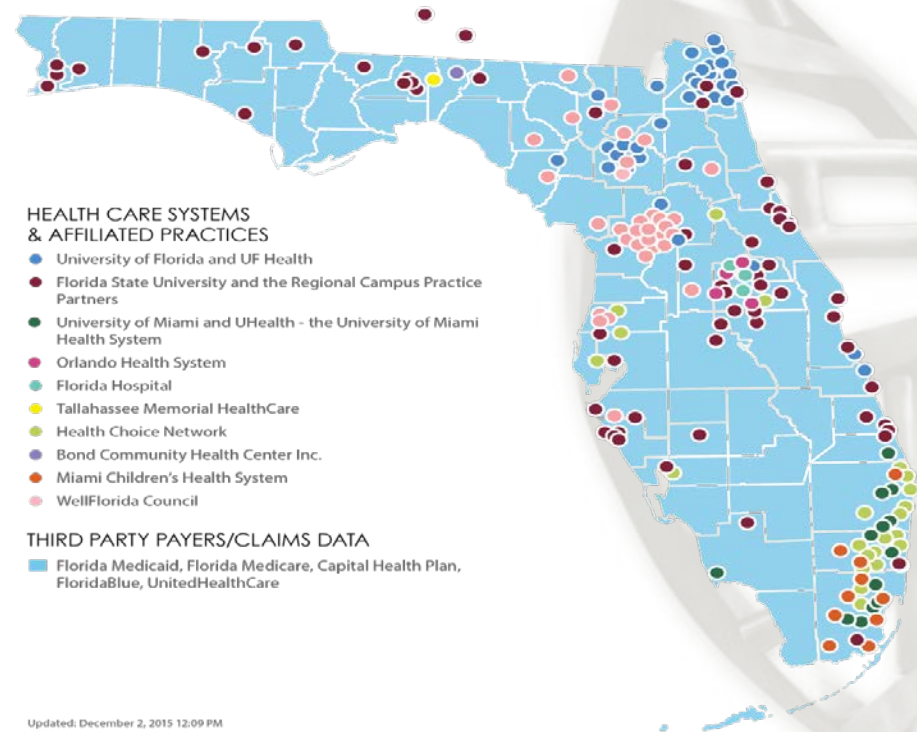 HEALTH CARE SYSTEMS
& AFFILIATED PRACTICES
University of Florida and UF Health
Florida State University and the Regional Campus Practice
Partners
University of Miami and UHealth - the University of Miami
Health System
Orlando Health System
Florida Hospital
Tallahassee Memorial HealthCare
Health Choice Network
Bond Community Health Center Inc.
Miami Children's Health System
WellFlorida Council
THIRD PARTY PAYERS/CLAIMS DATA
Florida Medicaid, Florida Medicare, Capital Health Plan,
FloridaBlue, UnitedHealthCare
Updated: December 2, 2015 12:09 PM